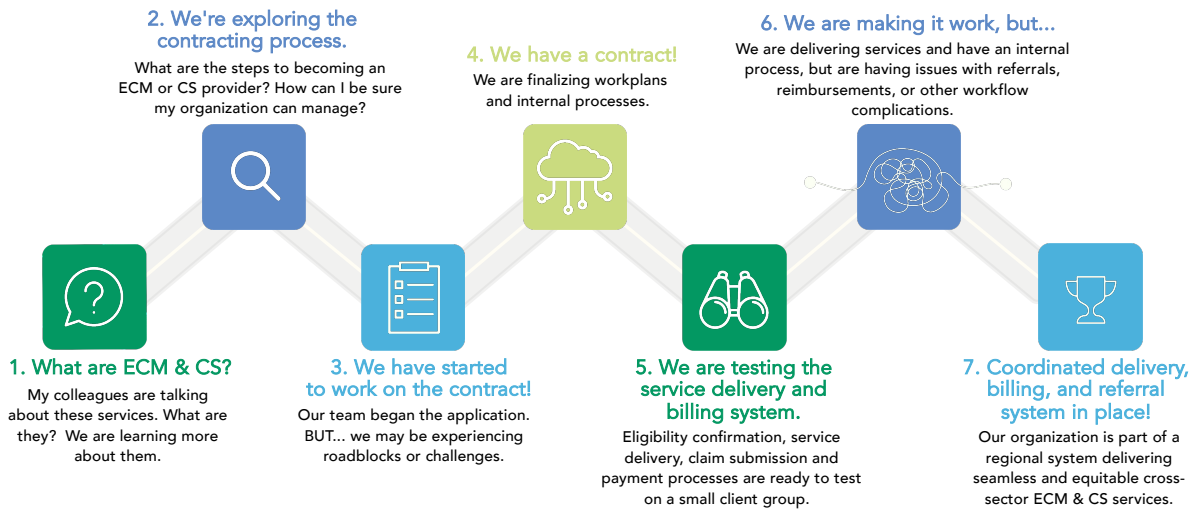 1. What are ECM & CS?
My colleagues are talking
about these services. What are
they?  We are learning more
about them.
2. We're exploring the
contracting process.
What are the steps to becoming an
ECM or CS provider? How can I be sure
my organization can manage?
3. We have started
to work on the contract!
Our team began the application.
BUT... we may be experiencing
roadblocks or challenges.
4. We have a contract!
We are finalizing workplans
and internal processes.
5. We are testing the
service delivery and
billing system.
Eligibility confirmation, service
delivery, claim submission and
payment processes are ready to test
on a small client group.
6. We are making it work, but...
We are delivering services and have an internal
process, but are having issues with referrals,
reimbursements, or other workflow
complications.
7. Coordinated delivery,
billing, and referral
system in place!
Our organization is part of a
regional system delivering
seamless and equitable cross-
sector ECM & CS services.